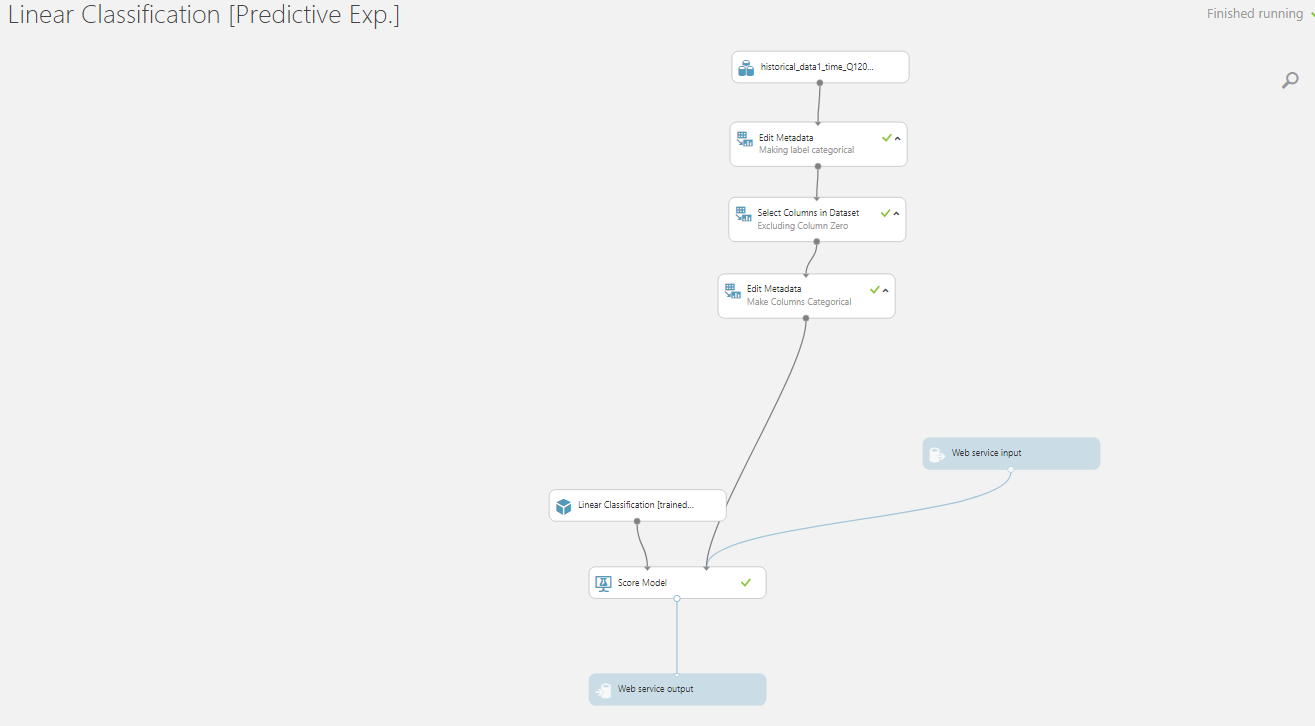 Linear Classification [Predictive Exp.]
Finished running
historical_data1_time_Q120...
Edit Metadata
Making label categorical
Select Columns in Dataset
Excluding Column Zero
Edit Metadata
Make Columns Categorical
Web service input
Linear Classification [trained...
Score Model
Web service output